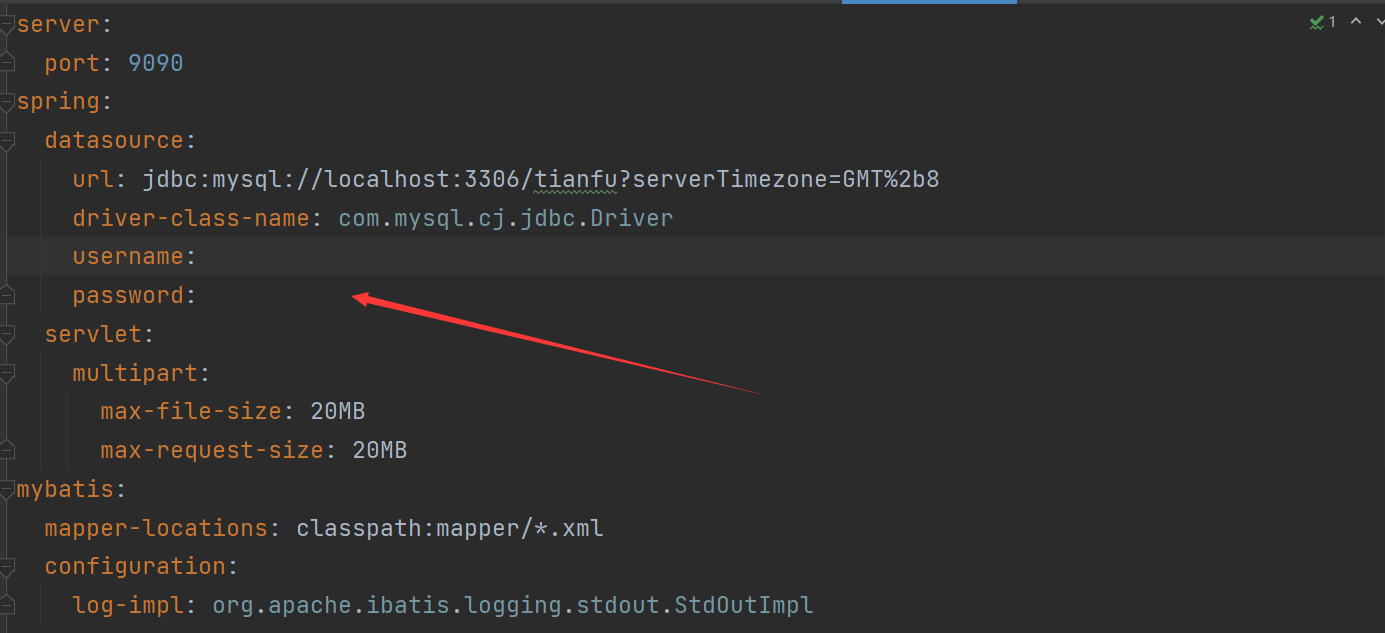 server:
  port: 9090
spring:
  datasource:
    url: jdbc:mysql://localhost:3306/tianfu?serverTimezone=GMT%2b8
    driver-class-name: com.mysql.cj.jdbc.Driver
    username:
    password:
  servlet:
    multipart:
      max-file-size: 20MB
      max-request-size: 20MB
mybatis:
  mapper-locations: classpath:mapper/*.xml
  configuration:
    log-impl: org.apache.ibatis.logging.stdout.StdOutImpl
1